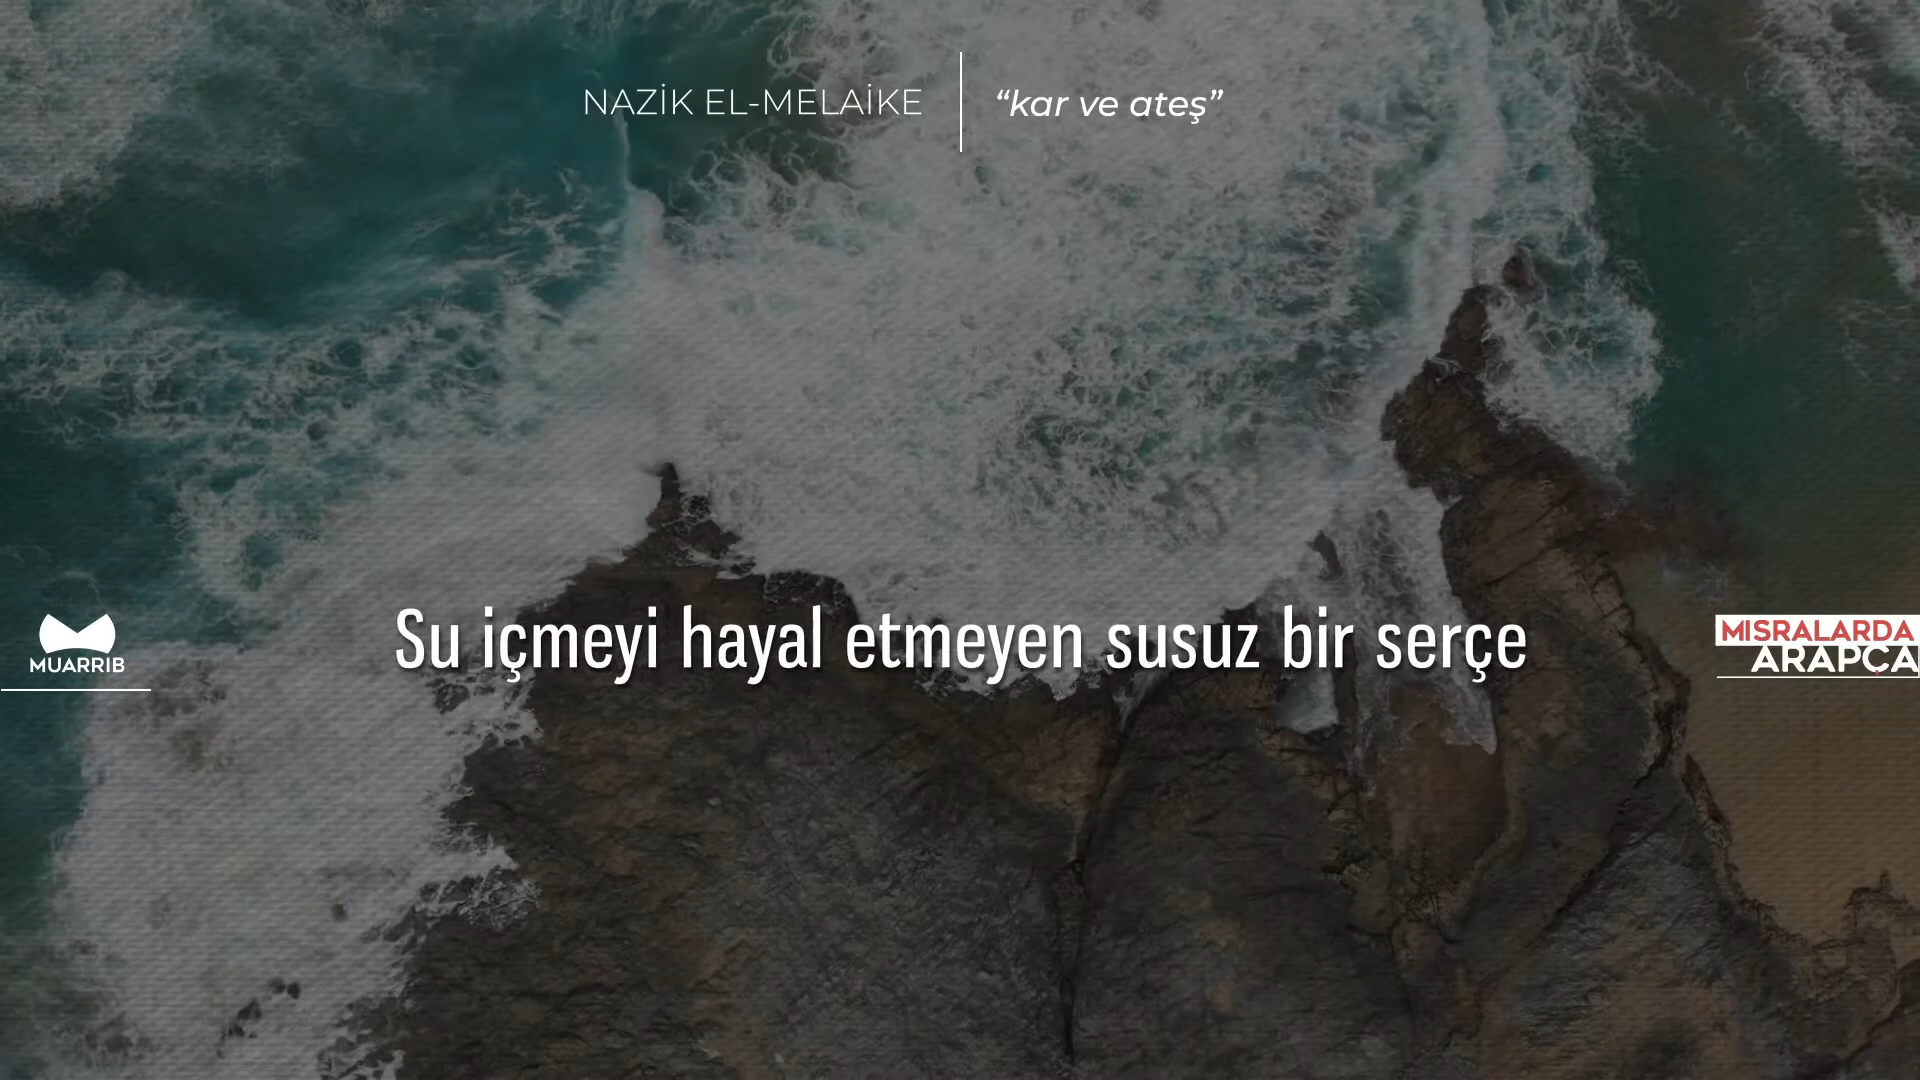 NAZİK EL-MELAİKE
“kar ve ateş”
Su içmeyi hayal etmeyen susuz bir serçe
MUARRIB
MISRALARDA
ARAPÇA